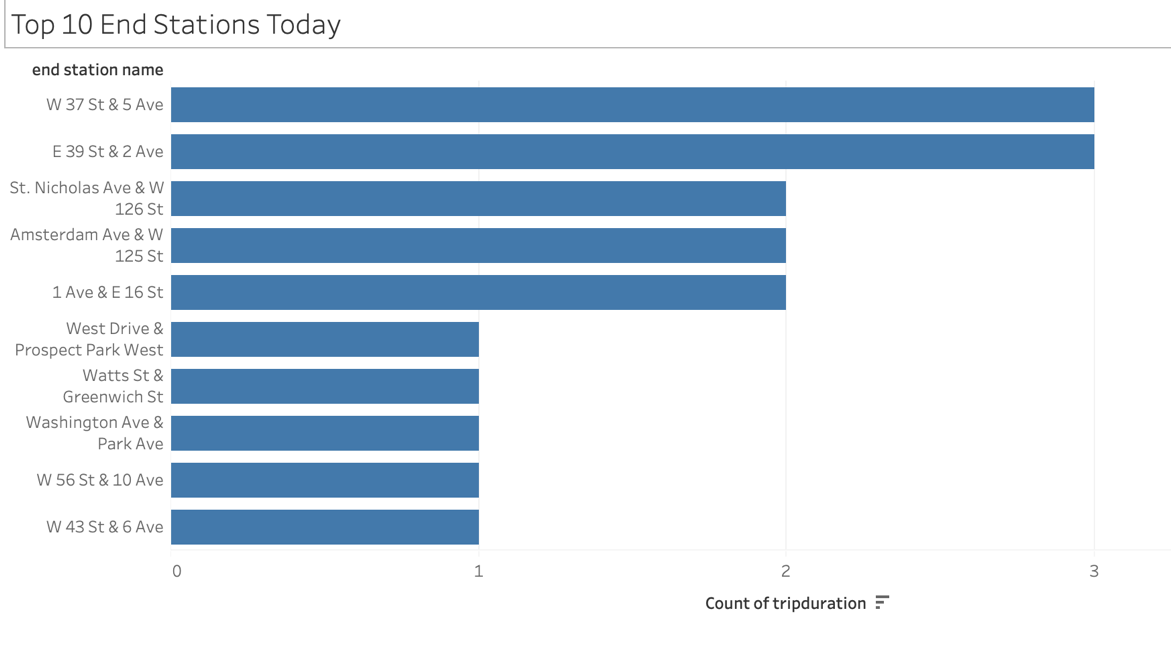 Top 10 End Stations Today
end station name
W 37 St & 5 Ave
E 39 St & 2 Ave
St. Nicholas Ave & W
126 St
Amsterdam Ave & W
125 St
1 Ave & E 16 St
West Drive &
Prospect Park West
Watts St &
Greenwich St
Washington Ave &
Park Ave
W 56 St & 10 Ave
W 43 St & 6 Ave
0 1 2 3
Count of tripduration